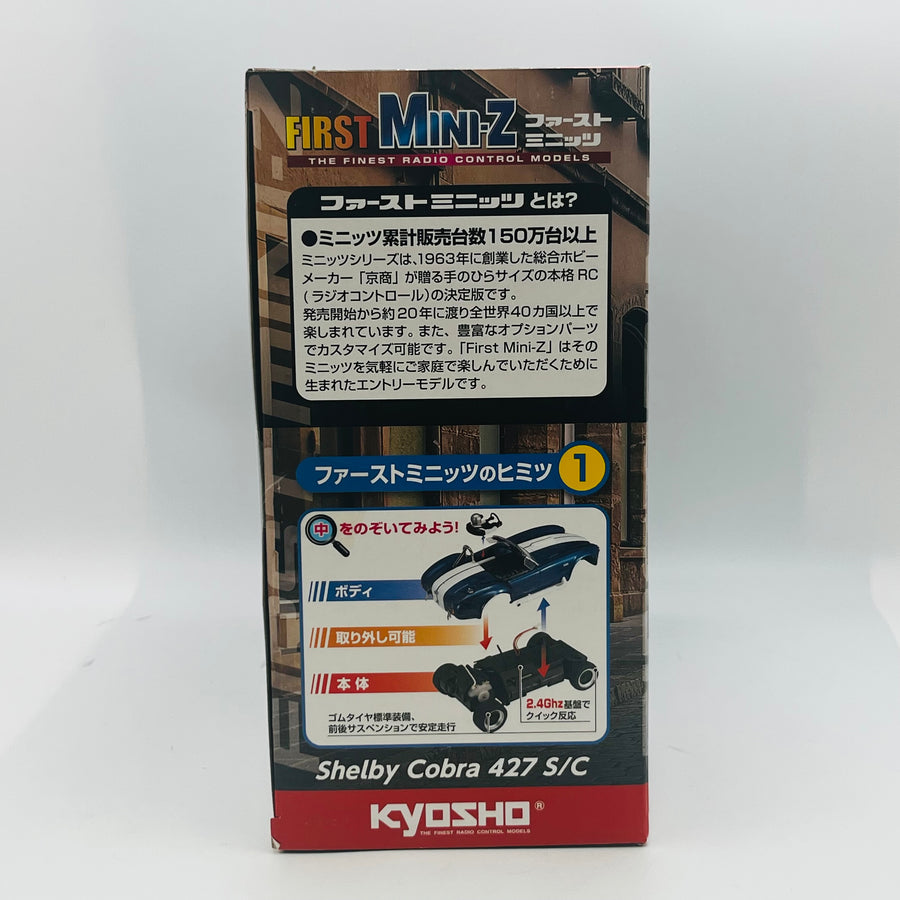 FIRST MINI-Z ファースト ミニッツ
THE FINEST RADIO CONTROL MODELS
ファーストミニッツとは?
●ミニッツ累計販売台数150万台以上
ミニッツシリーズは、1963年に創業した総合ホビー
メーカー「京商」が贈る手のひらサイズの本格RC
(ラジオコントロール)の決定版です。
発売開始から約20年に渡り全世界40カ国以上で
楽しまれています。また、豊富なオプションパーツ
でカスタマイズ可能です。「First Mini-Z」はその
ミニッツを気軽にご家庭で楽しんでいただくために
生まれたエントリーモデルです。
ファーストミニッツのヒミツ 1
中をのぞいてみよう!
ボディ
取り外し可能
本体
2.4Ghz基盤で
クイック反応
ゴムタイヤ標準装備、
前後サスペンションで安定走行
Shelby Cobra 427 S/C
KYOSHO®
THE FINEST RADIO CONTROL MODELS